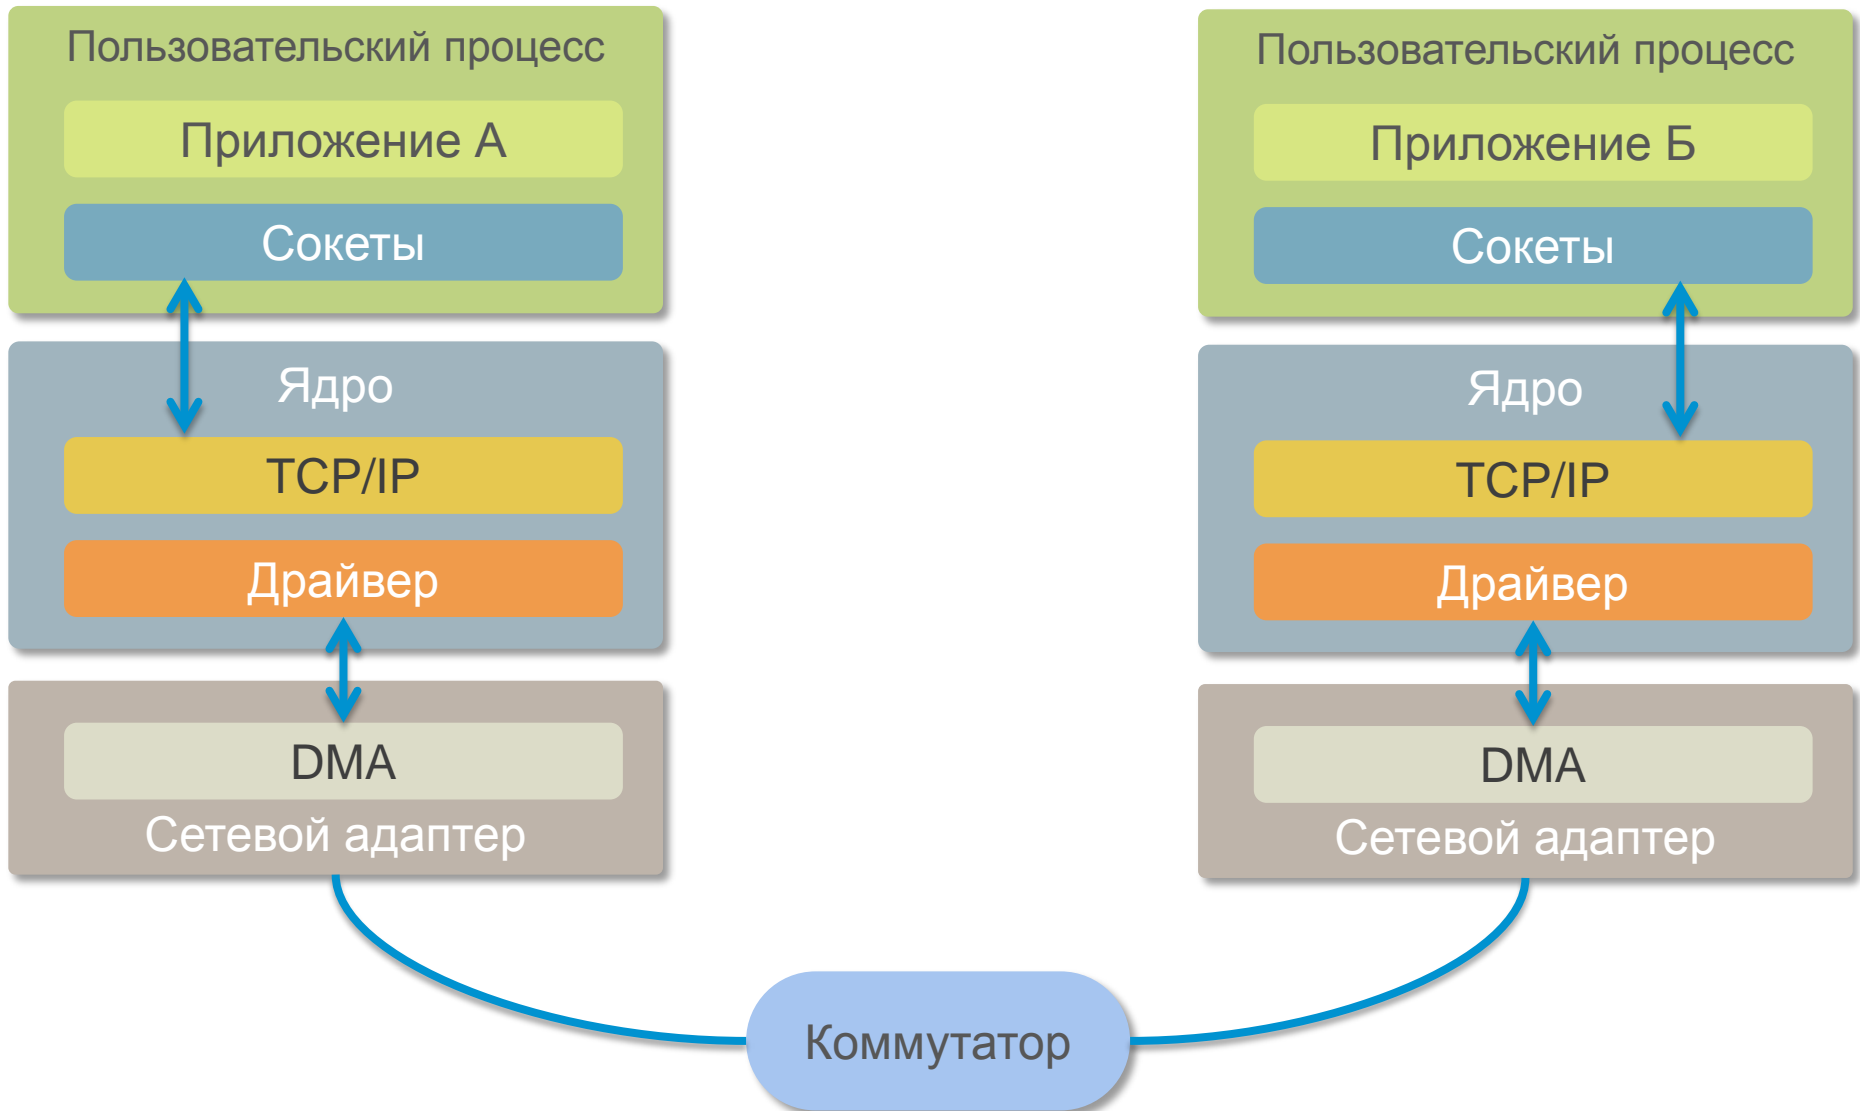 Пользовательский процесс
Приложение А
Сокеты
Ядро
TCP/IP
Драйвер
DMA
Сетевой адаптер
Пользовательский процесс
Приложение Б
Сокеты
Ядро
TCP/IP
Драйвер
DMA
Сетевой адаптер
Коммутатор